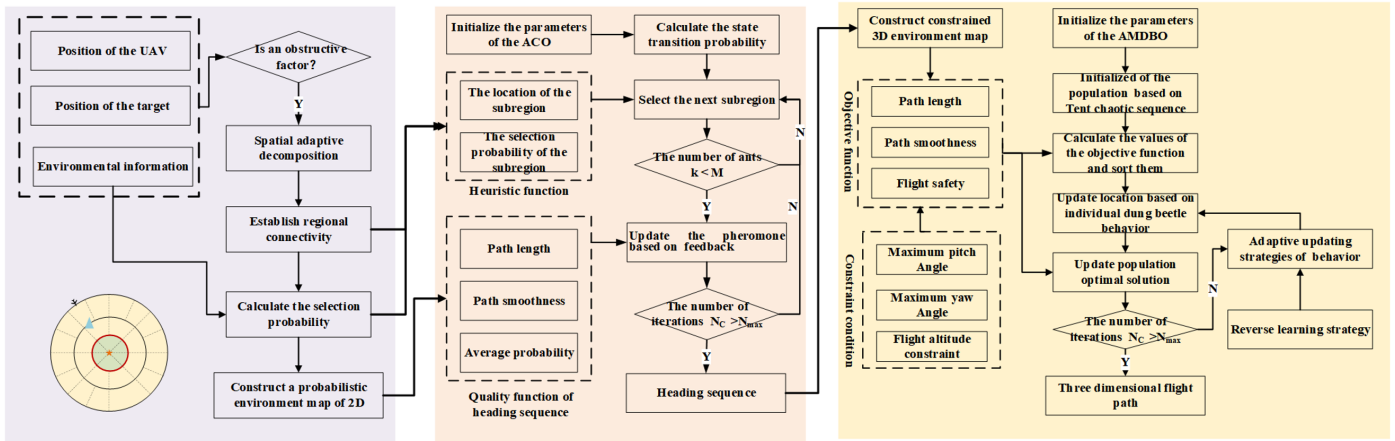 Position of the UAV
Position of the target
Environmental information
Is an obstructive
factor?
Y
Spatial adaptive
decomposition
Establish regional
connectivity
Calculate the selection
probability
Construct a probabilistic
environment map of 2D
Initialize the parameters
of the ACO
The location of the
subregion
The selection
probability of the
subregion
Heuristic function
Path length
Path smoothness
Average probability
Quality function of
heading sequence
Calculate the state
transition probability
Select the next subregion
N
The number of ants
k < M
Y
N
Update the pheromone
based on feedback
The number of
iterations N_C >N_max
Y
Heading sequence
Construct constrained
3D environment map
Objective function
Path length
Path smoothness
Flight safety
Constraint condition
Maximum pitch
Angle
Maximum yaw
Angle
Flight altitude
constraint
Initialize the parameters
of the AMDBO
Initialized of the
population based on
Tent chaotic sequence
Calculate the values of
the objective function
and sort them
Update location based on
individual dung beetle
behavior
Update population
optimal solution
The number of
iterations N_C >N_max
Y
Three dimensional flight
path
N
Adaptive updating
strategies of behavior
Reverse learning strategy